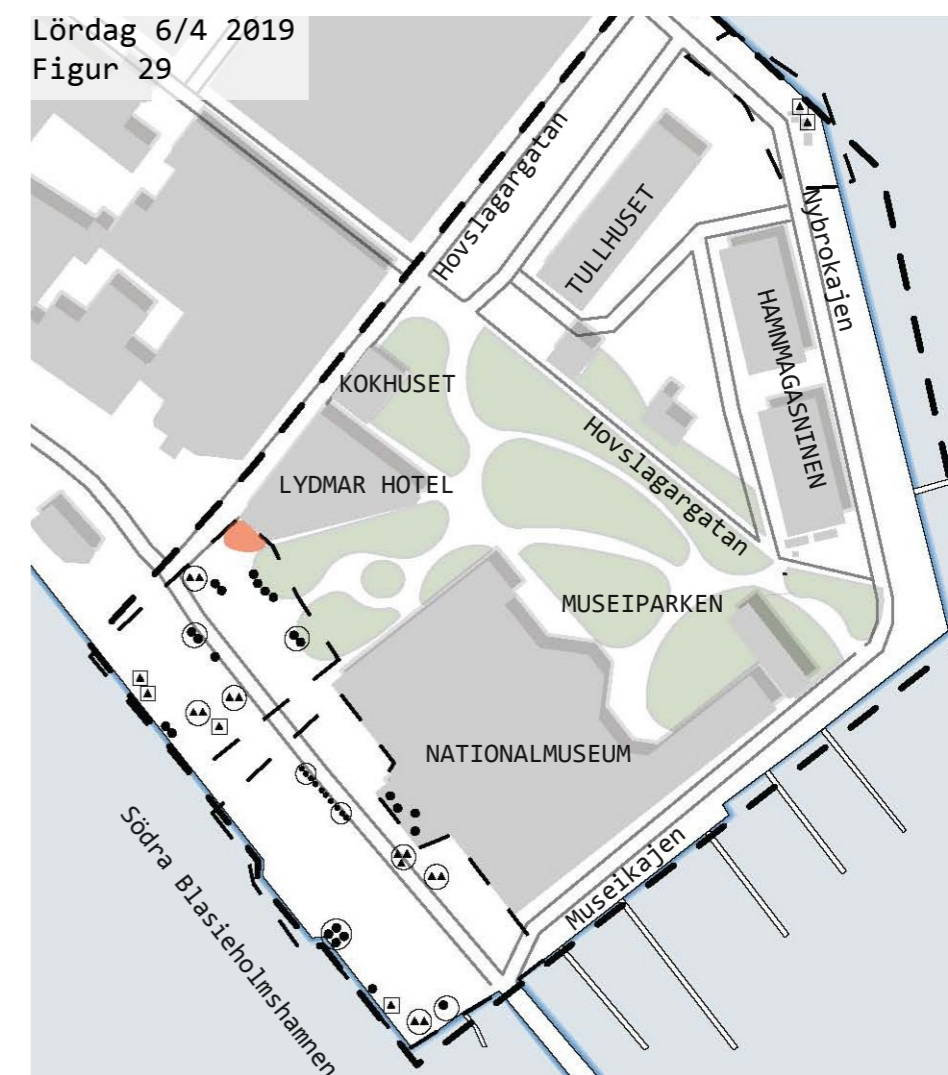 Lördag 6/4 2019
Figur 29
Hovslagargatan
TULLHUSET
Nybrokajen
HAMNMAGASNINEN
KOKHUSET
LYDMAR HOTEL
Hovslagargatan
MUSEIPARKEN
NATIONALMUSEUM
Museikajen
Södra Blasieholmshamnen